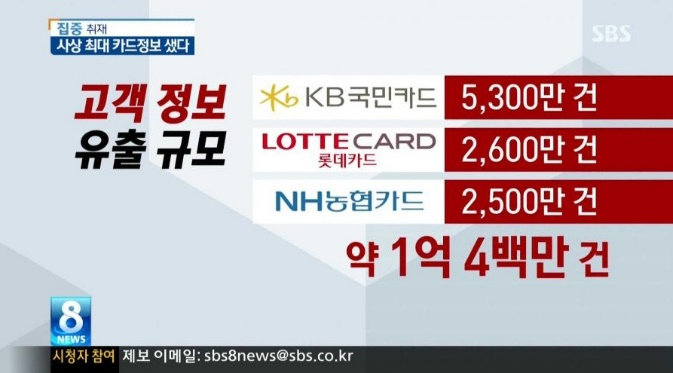 집중 취재
사상 최대 카드정보 샜다
SBS
고객 정보
유출 규모
Kb KB국민카드 5,300만 건
LOTTE CARD
롯데카드
2,600만 건
NH농협카드 2,500만 건
약 1억 4백만 건
8
NEWS
시청자 참여 제보 이메일: sbs8news@sbs.co.kr